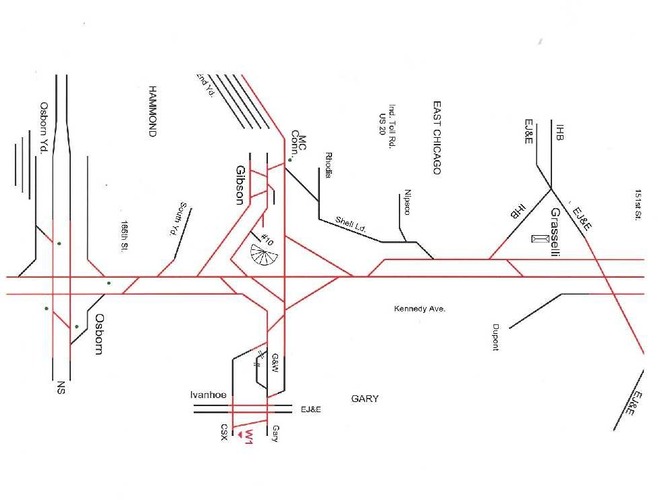 Osborn Yd.
HAMMOND
End Yd.
MC
Conn.
Rhodia
Ind. Toll Rd.
US 20
EAST CHICAGO
EJ&E
IHB
151st St.
Gibson
#10
South Yd.
165th St.
Shell Ld.
Nipsco
IHB
Grasselli
EJ&E
Osborn
Kennedy Ave.
Dupont
NS
G&W
Ivanhoe
EJ&E
GARY
EJ&E
CSX
W1
Gary